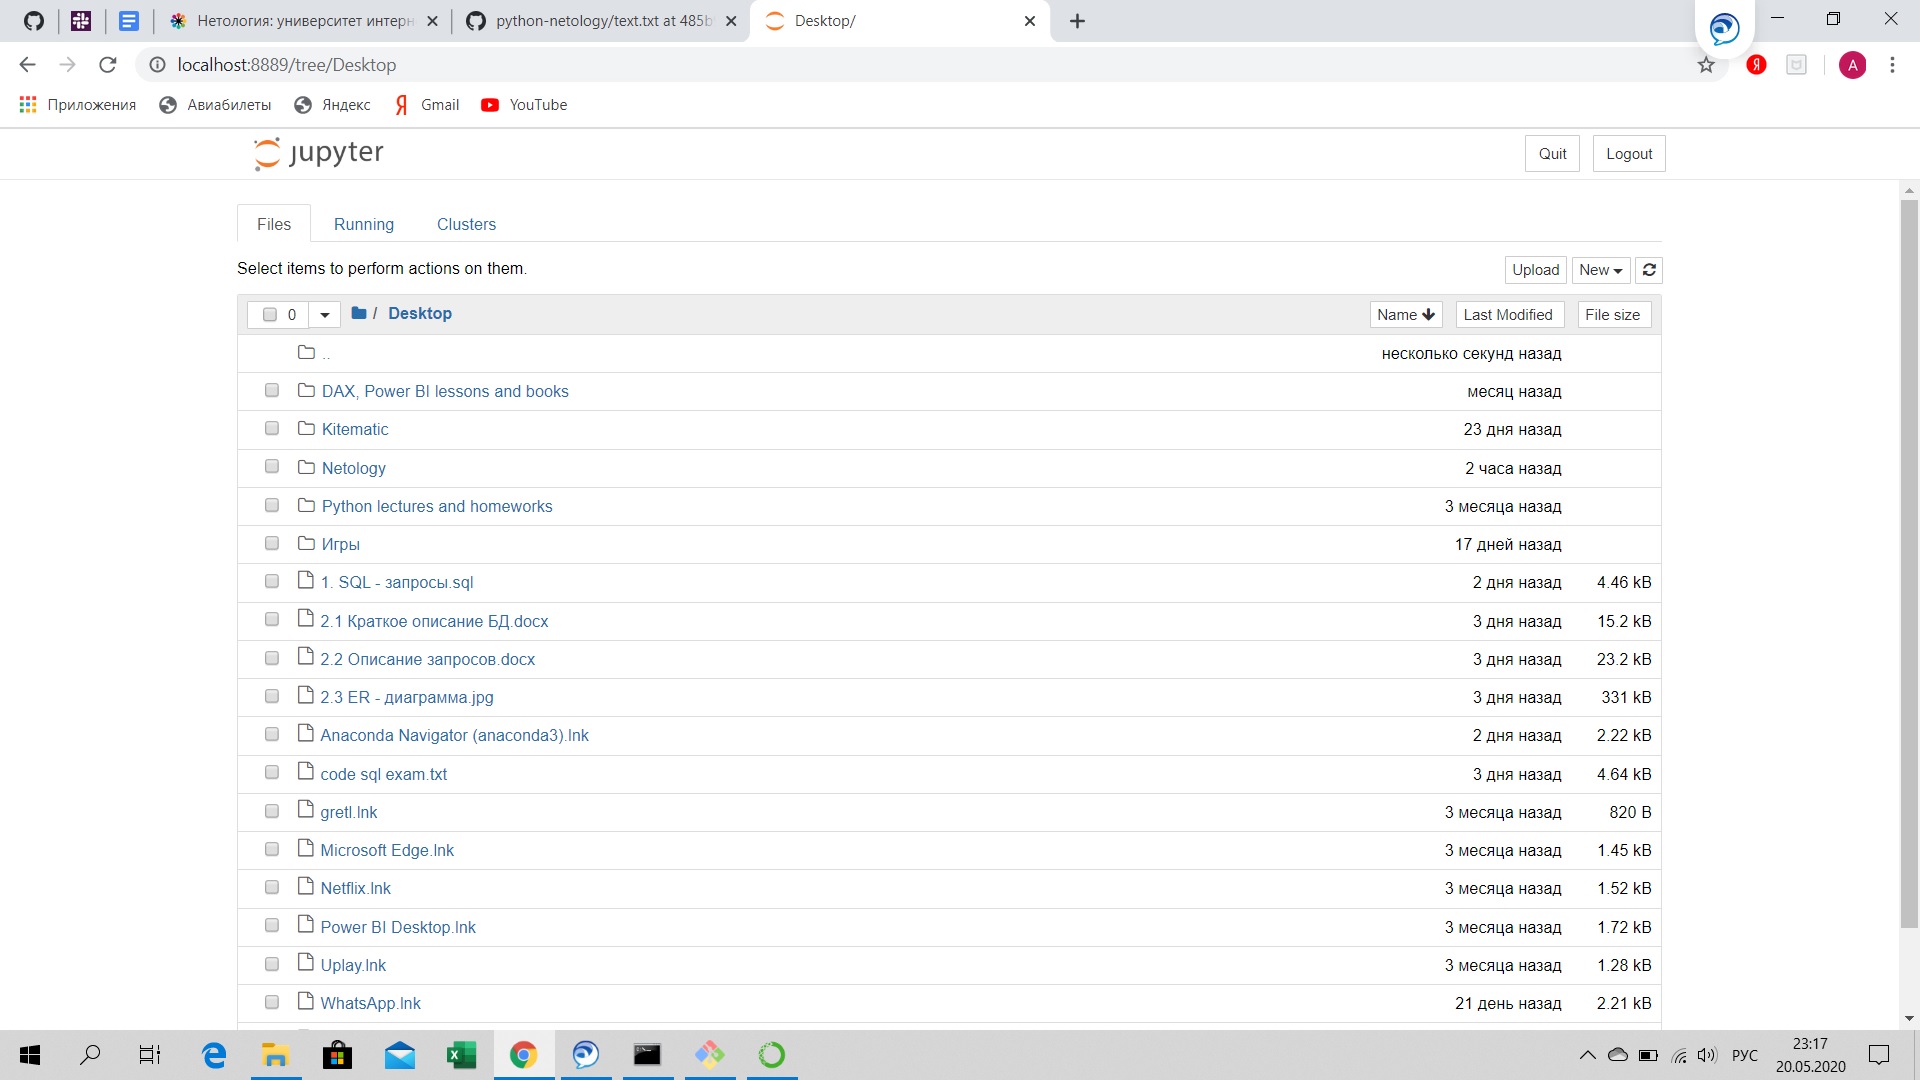 Нетология: университет интерн
python-netology/text.txt at 485b
Desktop/
localhost:8889/tree/Desktop
A
Приложения
Авиабилеты
Яндекс
Gmail
YouTube
jupyter
Quit
Logout
Files
Running
Clusters
Select items to perform actions on them.
Upload
New
0
/ Desktop
Name
Last Modified
File size
.. несколько секунд назад
DAX, Power BI lessons and books месяц назад
Kitematic 23 дня назад
Netology 2 часа назад
Python lectures and homeworks 3 месяца назад
Игры 17 дней назад
1. SQL - запросы.sql 2 дня назад 4.46 kB
2.1 Краткое описание БД.docx 3 дня назад 15.2 kB
2.2 Описание запросов.docx 3 дня назад 23.2 kB
2.3 ER - диаграмма.jpg 3 дня назад 331 kB
Anaconda Navigator (anaconda3).lnk 2 дня назад 2.22 kB
code sql exam.txt 3 дня назад 4.64 kB
gretl.lnk 3 месяца назад 820 B
Microsoft Edge.lnk 3 месяца назад 1.45 kB
Netflix.lnk 3 месяца назад 1.52 kB
Power BI Desktop.lnk 3 месяца назад 1.72 kB
Uplay.lnk 3 месяца назад 1.28 kB
WhatsApp.lnk 21 день назад 2.21 kB
РУС
23:17
20.05.2020